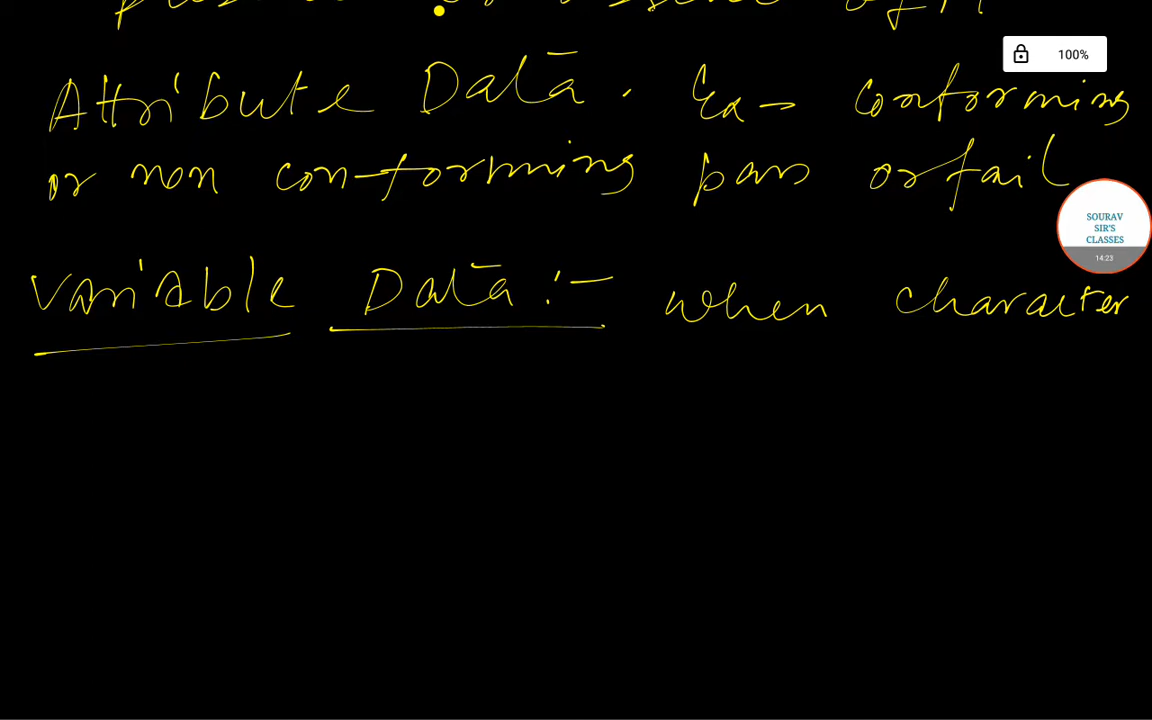 or
100%
Attribute Data. Ex- Conforming
or non conforming pass or fail
SOURAV
SIR'S
CLASSES
14:23
Variable Data :- when character